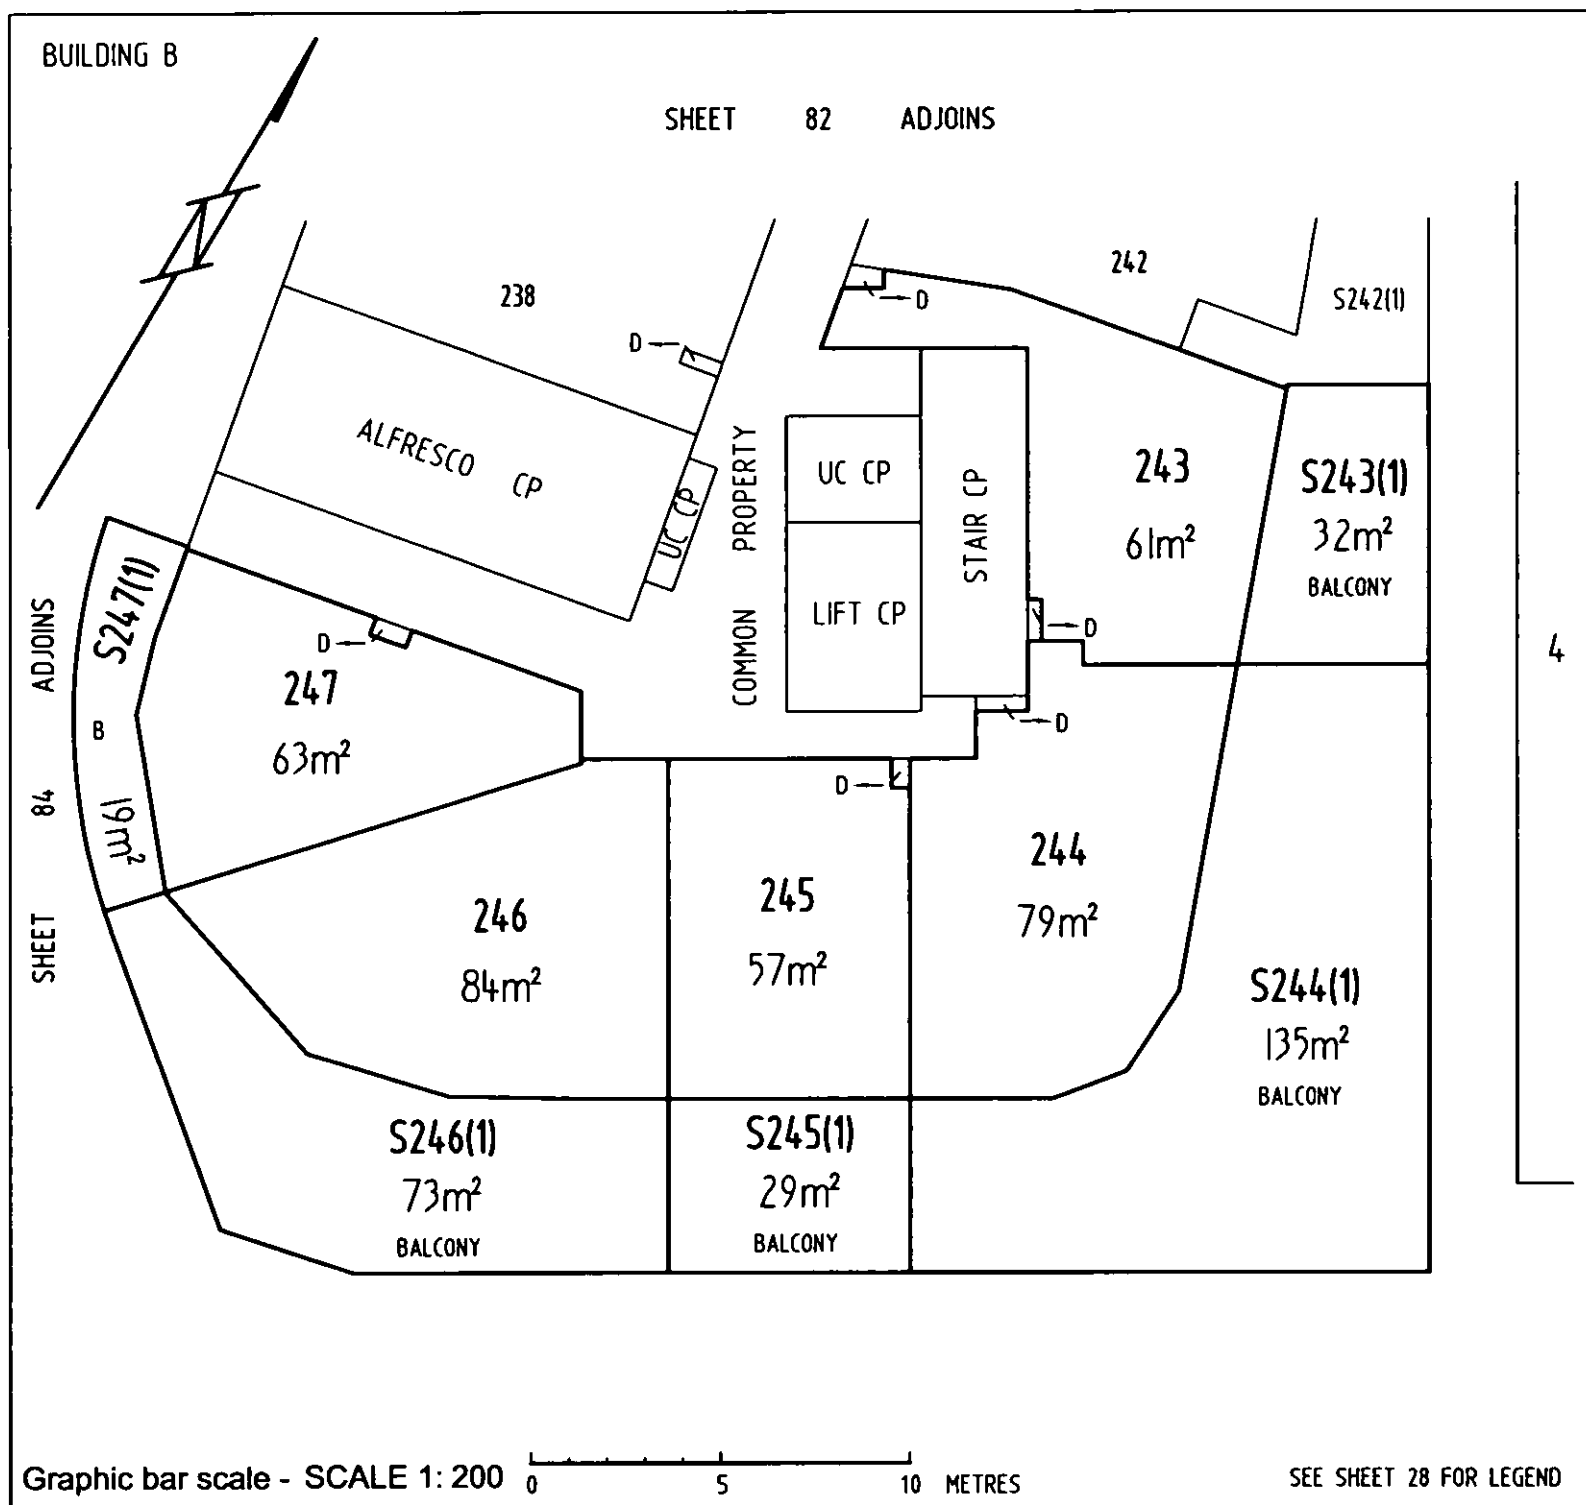 BUILDING B
SHEET 82 ADJOINS
N
238
D
ALFRESCO CP
UC CP
COMMON PROPERTY
UC CP
LIFT CP
STAIR CP
D
242
S242(1)
243
61m²
S243(1)
32m²
BALCONY
D
D
4
SHEET 84 ADJOINS
S247(1)
B
19m²
D
247
63m²
246
84m²
D
245
57m²
244
79m²
S244(1)
135m²
BALCONY
S246(1)
73m²
BALCONY
S245(1)
29m²
BALCONY
Graphic bar scale - SCALE 1: 200
0 5 10 METRES
SEE SHEET 28 FOR LEGEND